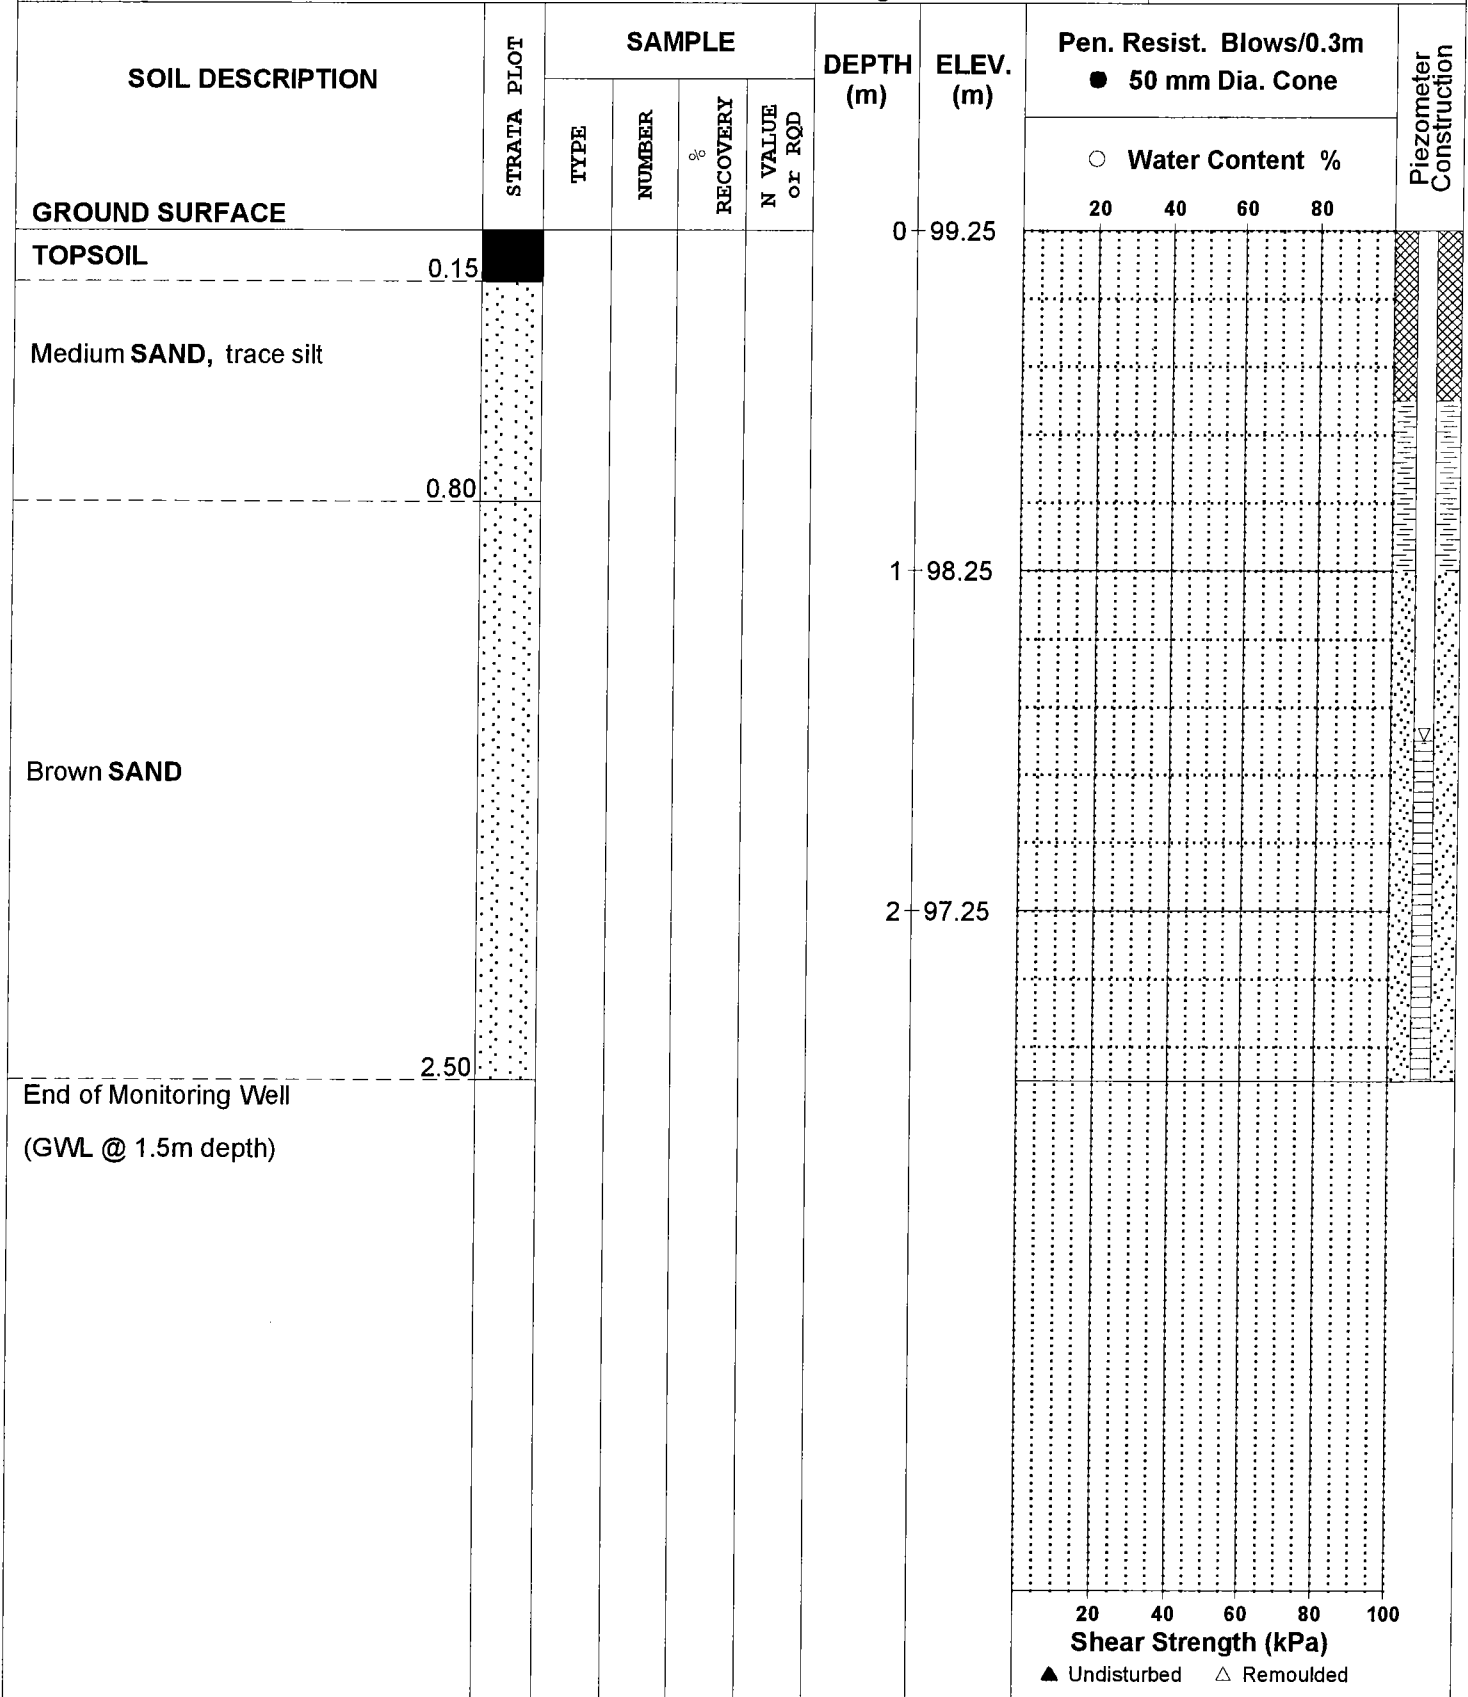 SOIL DESCRIPTION
GROUND SURFACE
STRATA PLOT
SAMPLE
TYPE
NUMBER
%
RECOVERY
N VALUE
or RQD
DEPTH
(m)
ELEV.
(m)
Pen. Resist. Blows/0.3m
● 50 mm Dia. Cone
○ Water Content %
20 40 60 80
Piezometer
Construction
0 99.25
TOPSOIL
0.15
Medium SAND, trace silt
0.80
1 98.25
Brown SAND
2 97.25
2.50
End of Monitoring Well
(GWL @ 1.5m depth)
20 40 60 80 100
Shear Strength (kPa)
▲ Undisturbed △ Remoulded